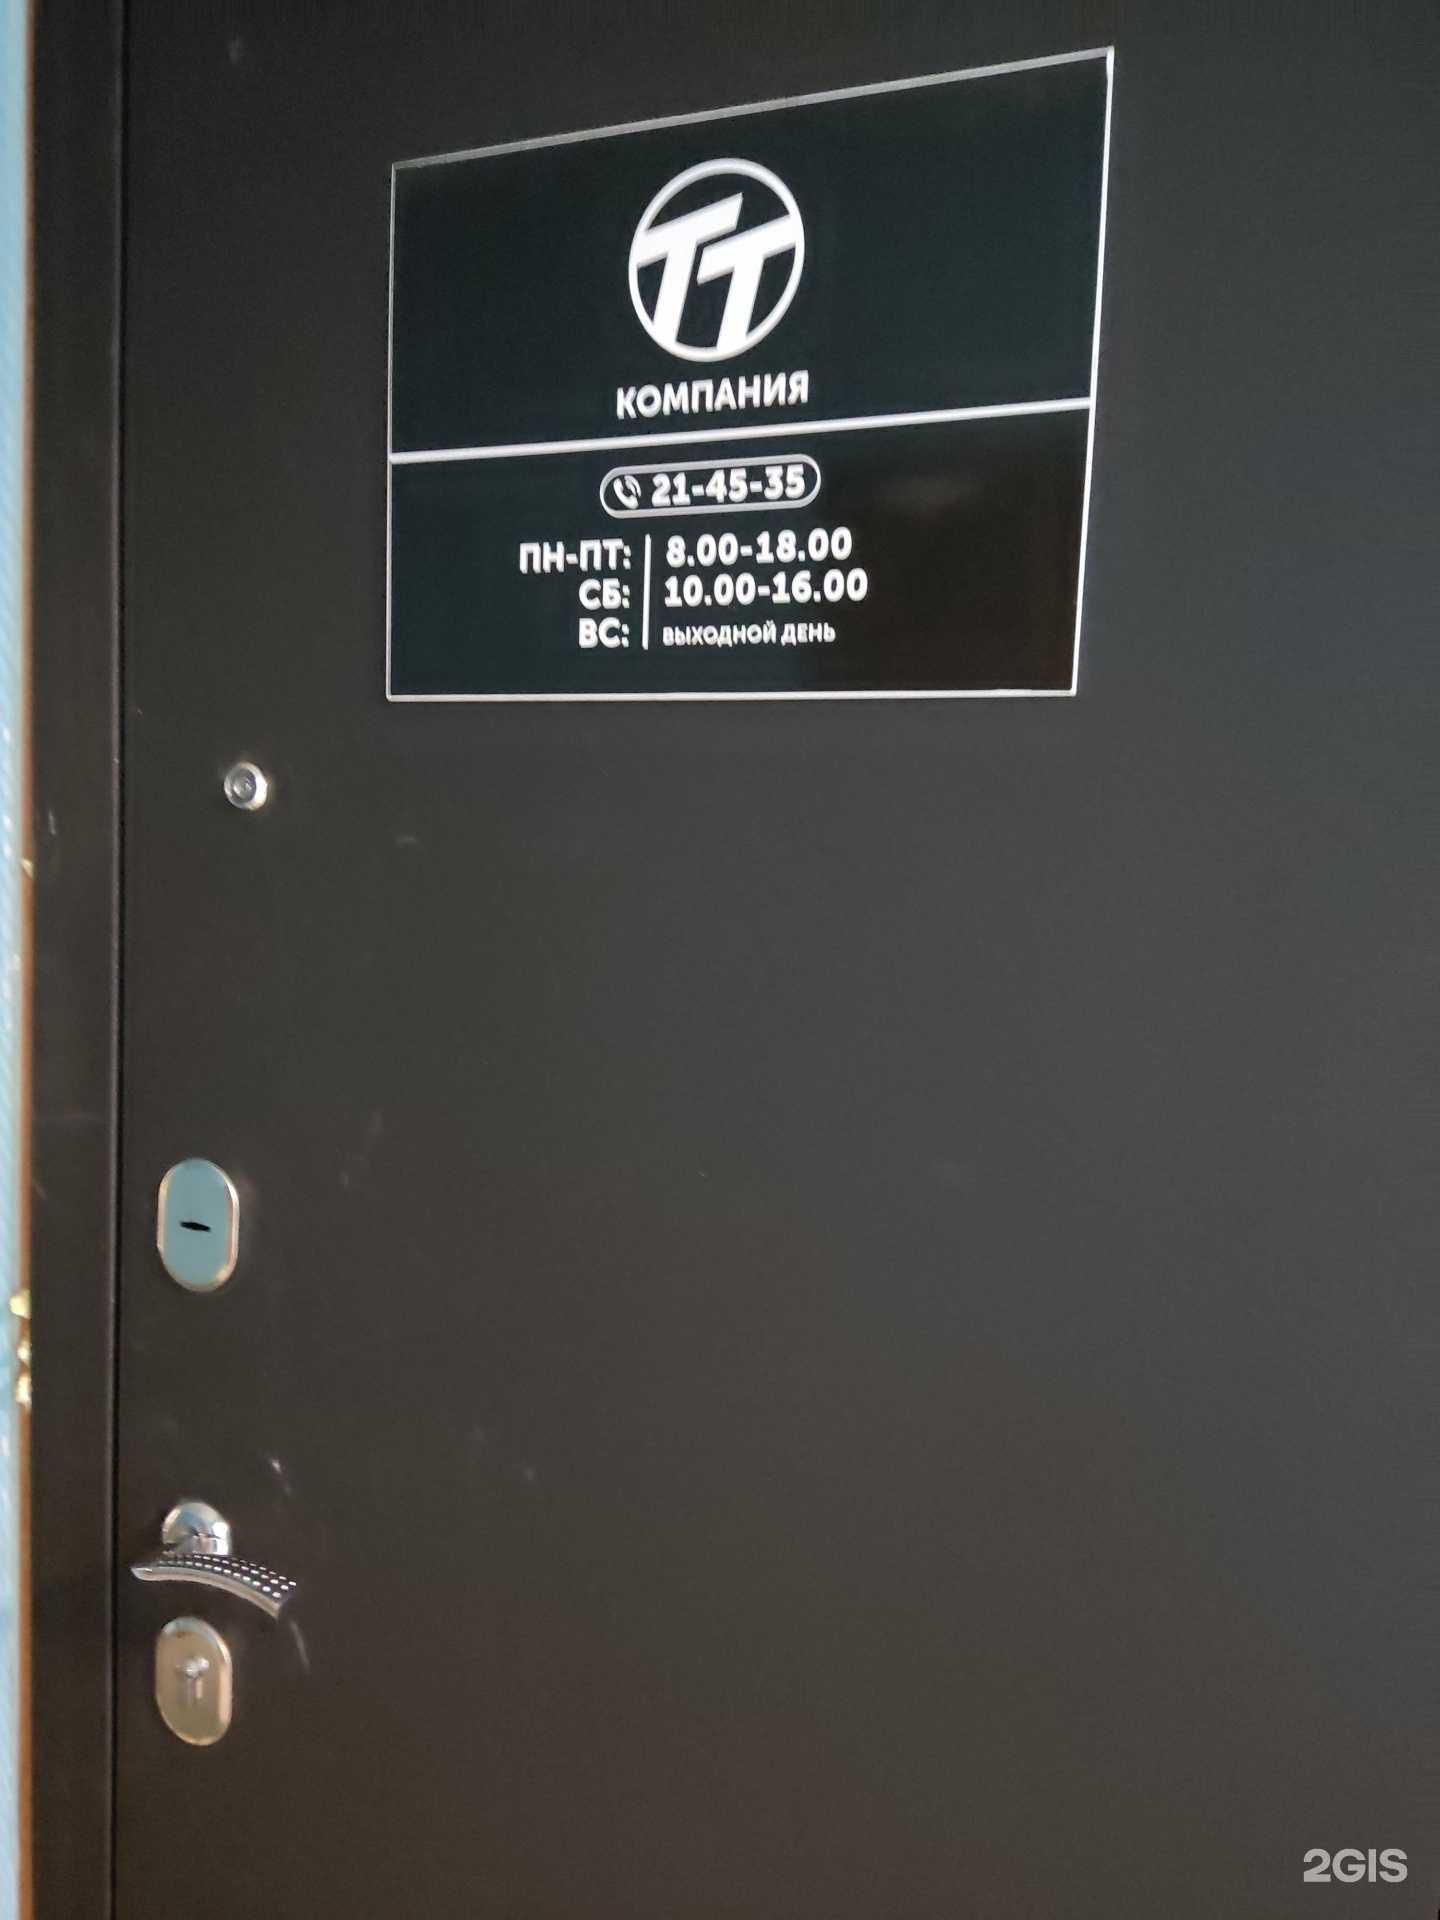 ТТ
КОМПАНИЯ
21-45-35
ПН-ПТ: 8.00-18.00
СБ: 10.00-16.00
ВС: ВЫХОДНОЙ ДЕНЬ
2GIS